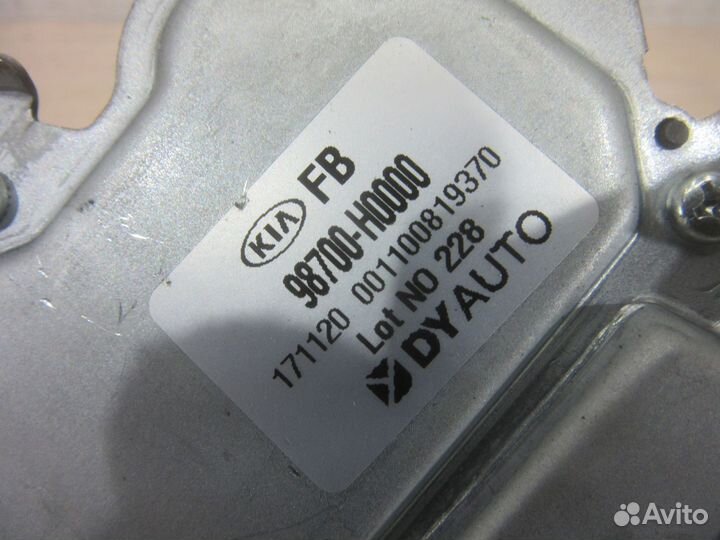 KIA FB
98700-H0000
171120 001100819370
Lot NO 228
DYAUTO
Avito